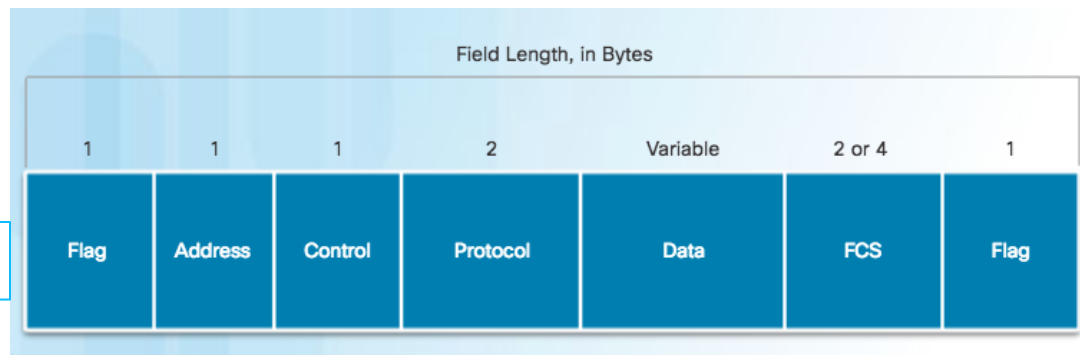 Field Length, in Bytes
1 1 1 2 Variable 2 or 4 1
Flag Address Control Protocol Data FCS Flag